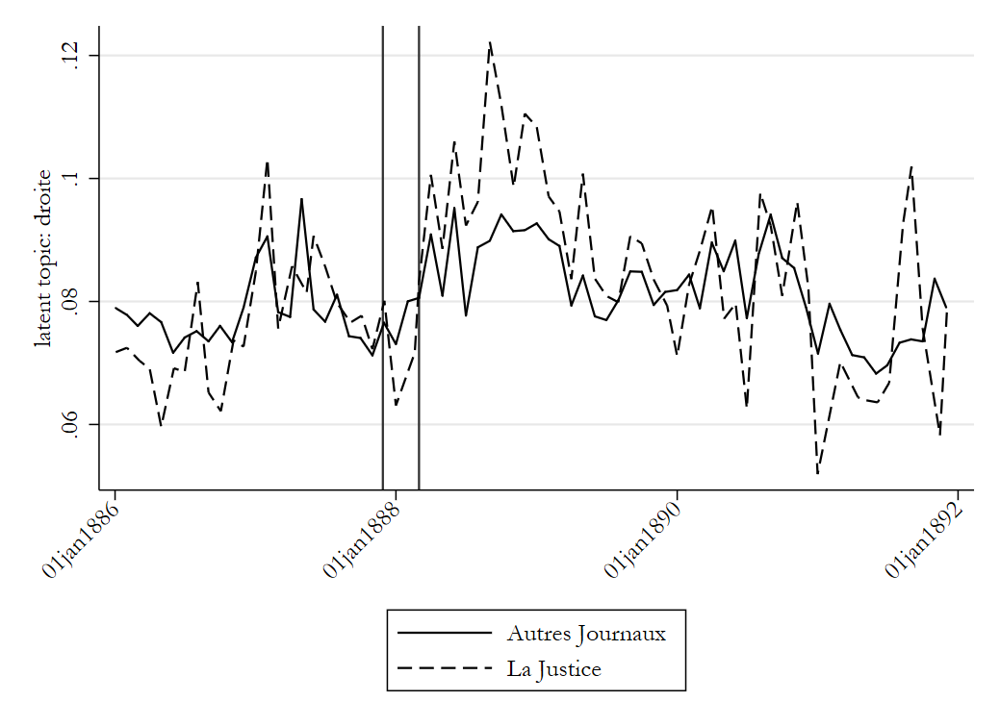 .12
.1
.08
.06
latent topic: droite
01jan1886
01jan1888
01jan1890
01jan1892
Autres Journaux
La Justice